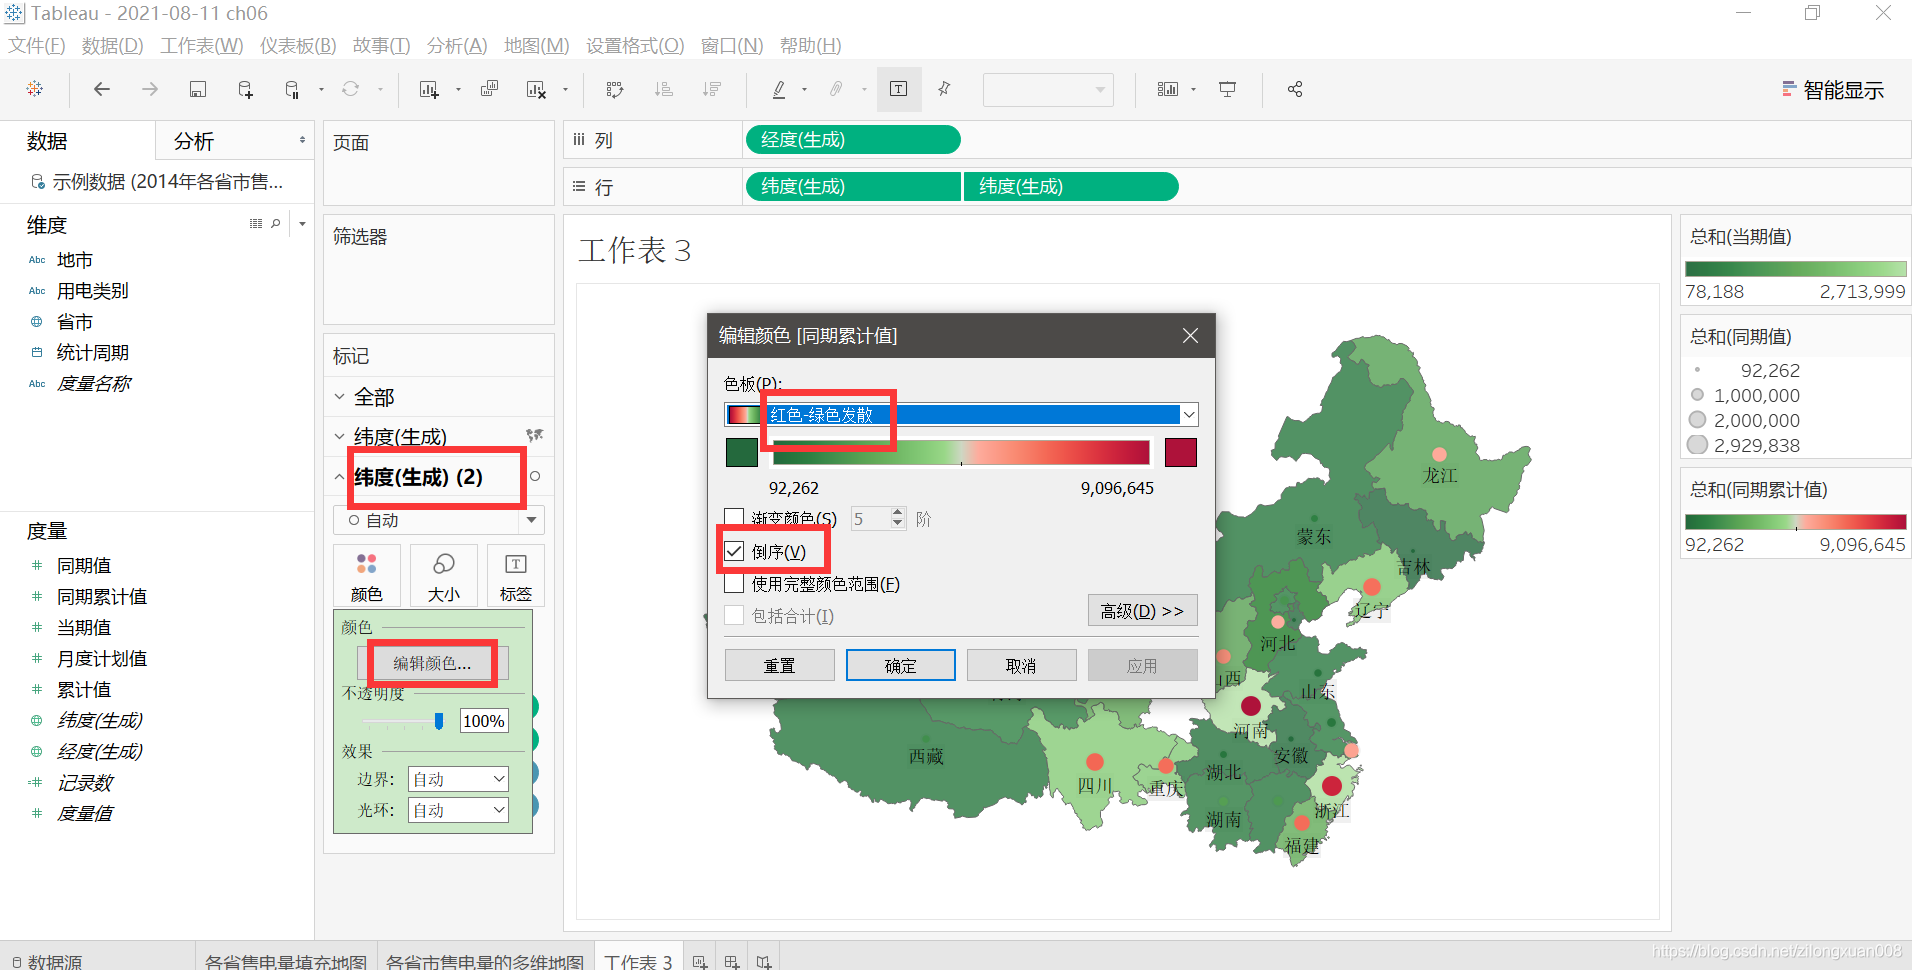 Tableau - 2021-08-11 ch06
文件(F) 数据(D) 工作表(W) 仪表板(B) 故事(T) 分析(A) 地图(M) 设置格式(O) 窗口(N) 帮助(H)
智能显示
数据
分析
示例数据 (2014年各省市售...
维度
Abc 地市
Abc 用电类别
省市
统计周期
Abc 度量名称
度量
同期值
同期累计值
当期值
月度计划值
累计值
纬度(生成)
经度(生成)
记录数
度量值
页面
筛选器
标记
全部
纬度(生成)
纬度(生成) (2)
自动
颜色
大小
标签
颜色
编辑颜色...
不透明度
100%
效果
边界: 自动
光环: 自动
列
经度(生成)
行
纬度(生成)
纬度(生成)
工作表 3
编辑颜色 [同期累计值]
色板(P):
红色-绿色发散
92,262
9,096,645
渐变颜色(S)
5
阶
倒序(V)
使用完整颜色范围(F)
包括合计(I)
高级(D) >>
重置
确定
取消
应用
龙江
蒙东
吉林
辽宁
河北
山西
山东
河南
安徽
西藏
四川
重庆
湖北
湖南
浙江
福建
总和(当期值)
78,188
2,713,999
总和(同期值)
92,262
1,000,000
2,000,000
2,929,838
总和(同期累计值)
92,262
9,096,645
数据源
各省售电量填充地图
各省市售电量的多维地图
工作表 3
https://blog.csdn.net/zilongxuan008